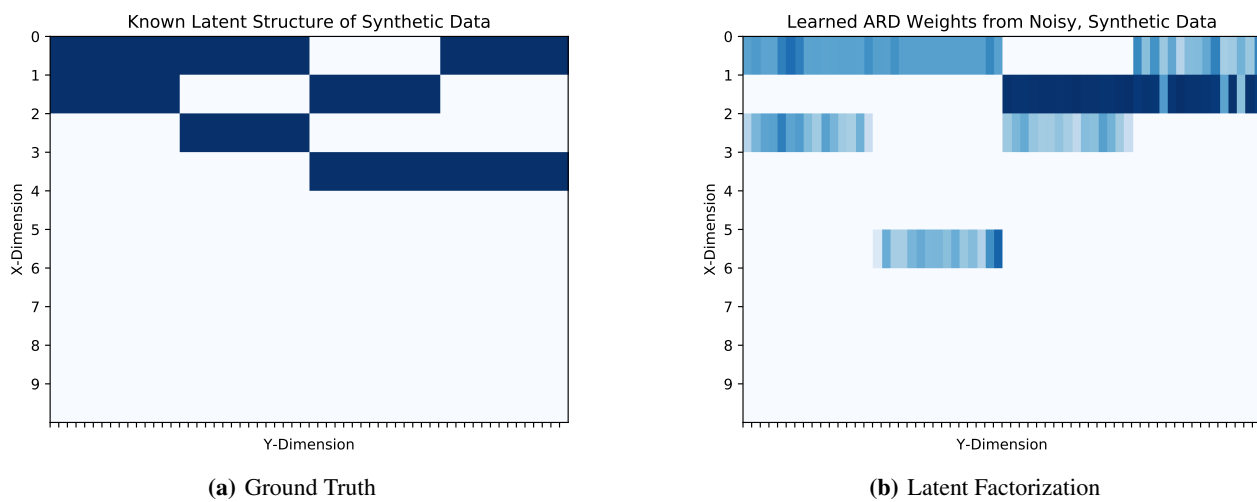 Known Latent Structure of Synthetic Data
0
1
2
3
4
5
6
7
8
9
X-Dimension
Y-Dimension
(a) Ground Truth
Learned ARD Weights from Noisy, Synthetic Data
0
1
2
3
4
5
6
7
8
9
X-Dimension
Y-Dimension
(b) Latent Factorization